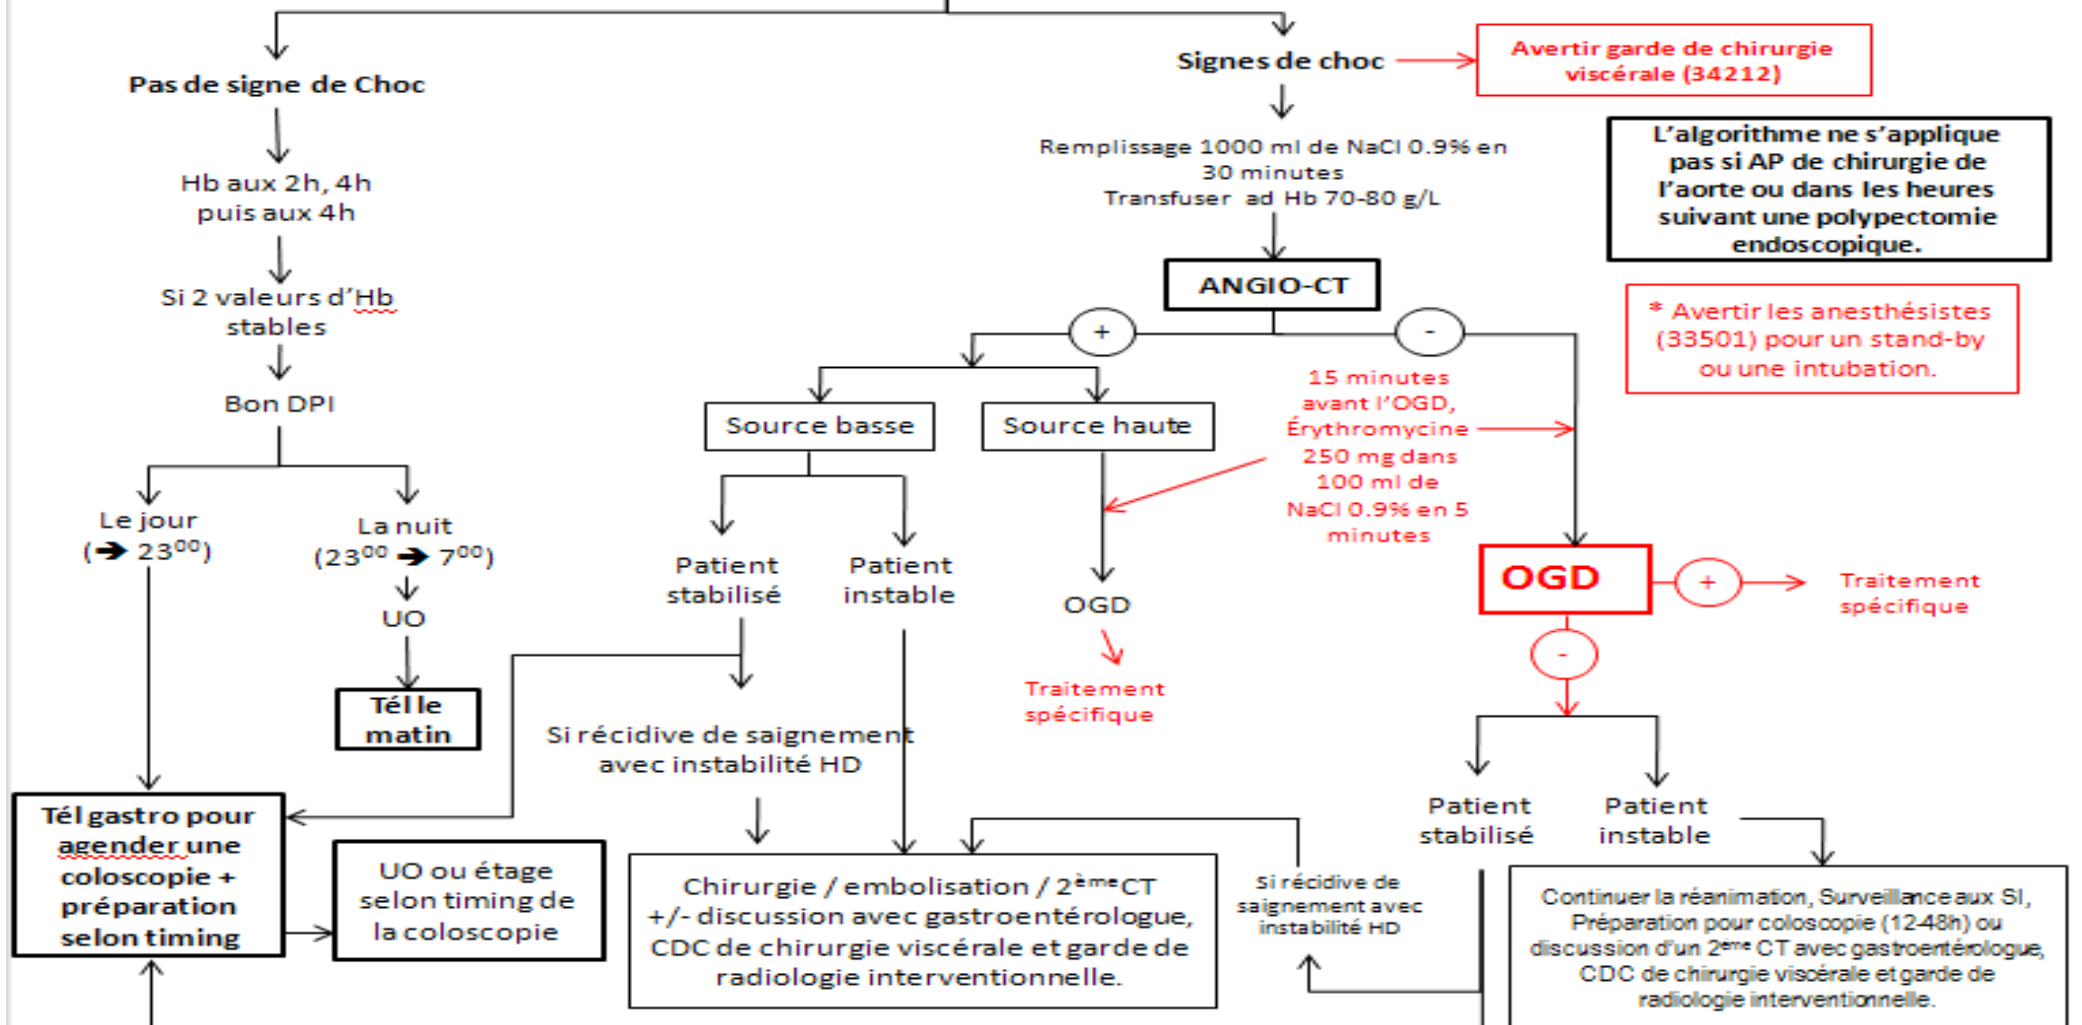 Pas de signe de Choc
Hb aux 2h, 4h
puis aux 4h
Si 2 valeurs d'Hb
stables
Bon DPI
Le jour
(➔ 23⁰⁰)
La nuit
(23⁰⁰ ➔ 7⁰⁰)
UO
Tél le
matin
Tél gastro pour
agender une
coloscopie +
préparation
selon timing
UO ou étage
selon timing de
la coloscopie
Signes de choc
Avertir garde de chirurgie
viscérale (34212)
Remplissage 1000 ml de NaCl 0.9% en
30 minutes
Transfuser ad Hb 70-80 g/L
L'algorithme ne s'applique
pas si AP de chirurgie de
l'aorte ou dans les heures
suivant une polypectomie
endoscopique.
* Avertir les anesthésistes
(33501) pour un stand-by
ou une intubation.
ANGIO-CT
+
-
Source basse
Source haute
15 minutes
avant l'OGD,
Érythromycine
250 mg dans
100 ml de
NaCl 0.9% en 5
minutes
Patient
stabilisé
Patient
instable
OGD
Traitement
spécifique
Si récidive de saignement
avec instabilité HD
Chirurgie / embolisation / 2ème CT
+/- discussion avec gastroentérologue,
CDC de chirurgie viscérale et garde de
radiologie interventionnelle.
OGD
+
Traitement
spécifique
-
Patient
stabilisé
Patient
instable
Si récidive de
saignement avec
instabilité HD
Continuer la réanimation, Surveillance aux SI,
Préparation pour coloscopie (12-48h) ou
discussion d'un 2eme CT avec gastroentérologue,
CDC de chirurgie viscérale et garde de
radiologie interventionnelle.